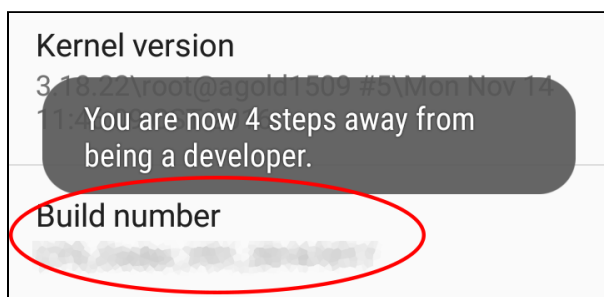 Kernel version
3.18.22\root@agold1509 #5\Mon Nov 14
You are now 4 steps away from
being a developer.
Build number